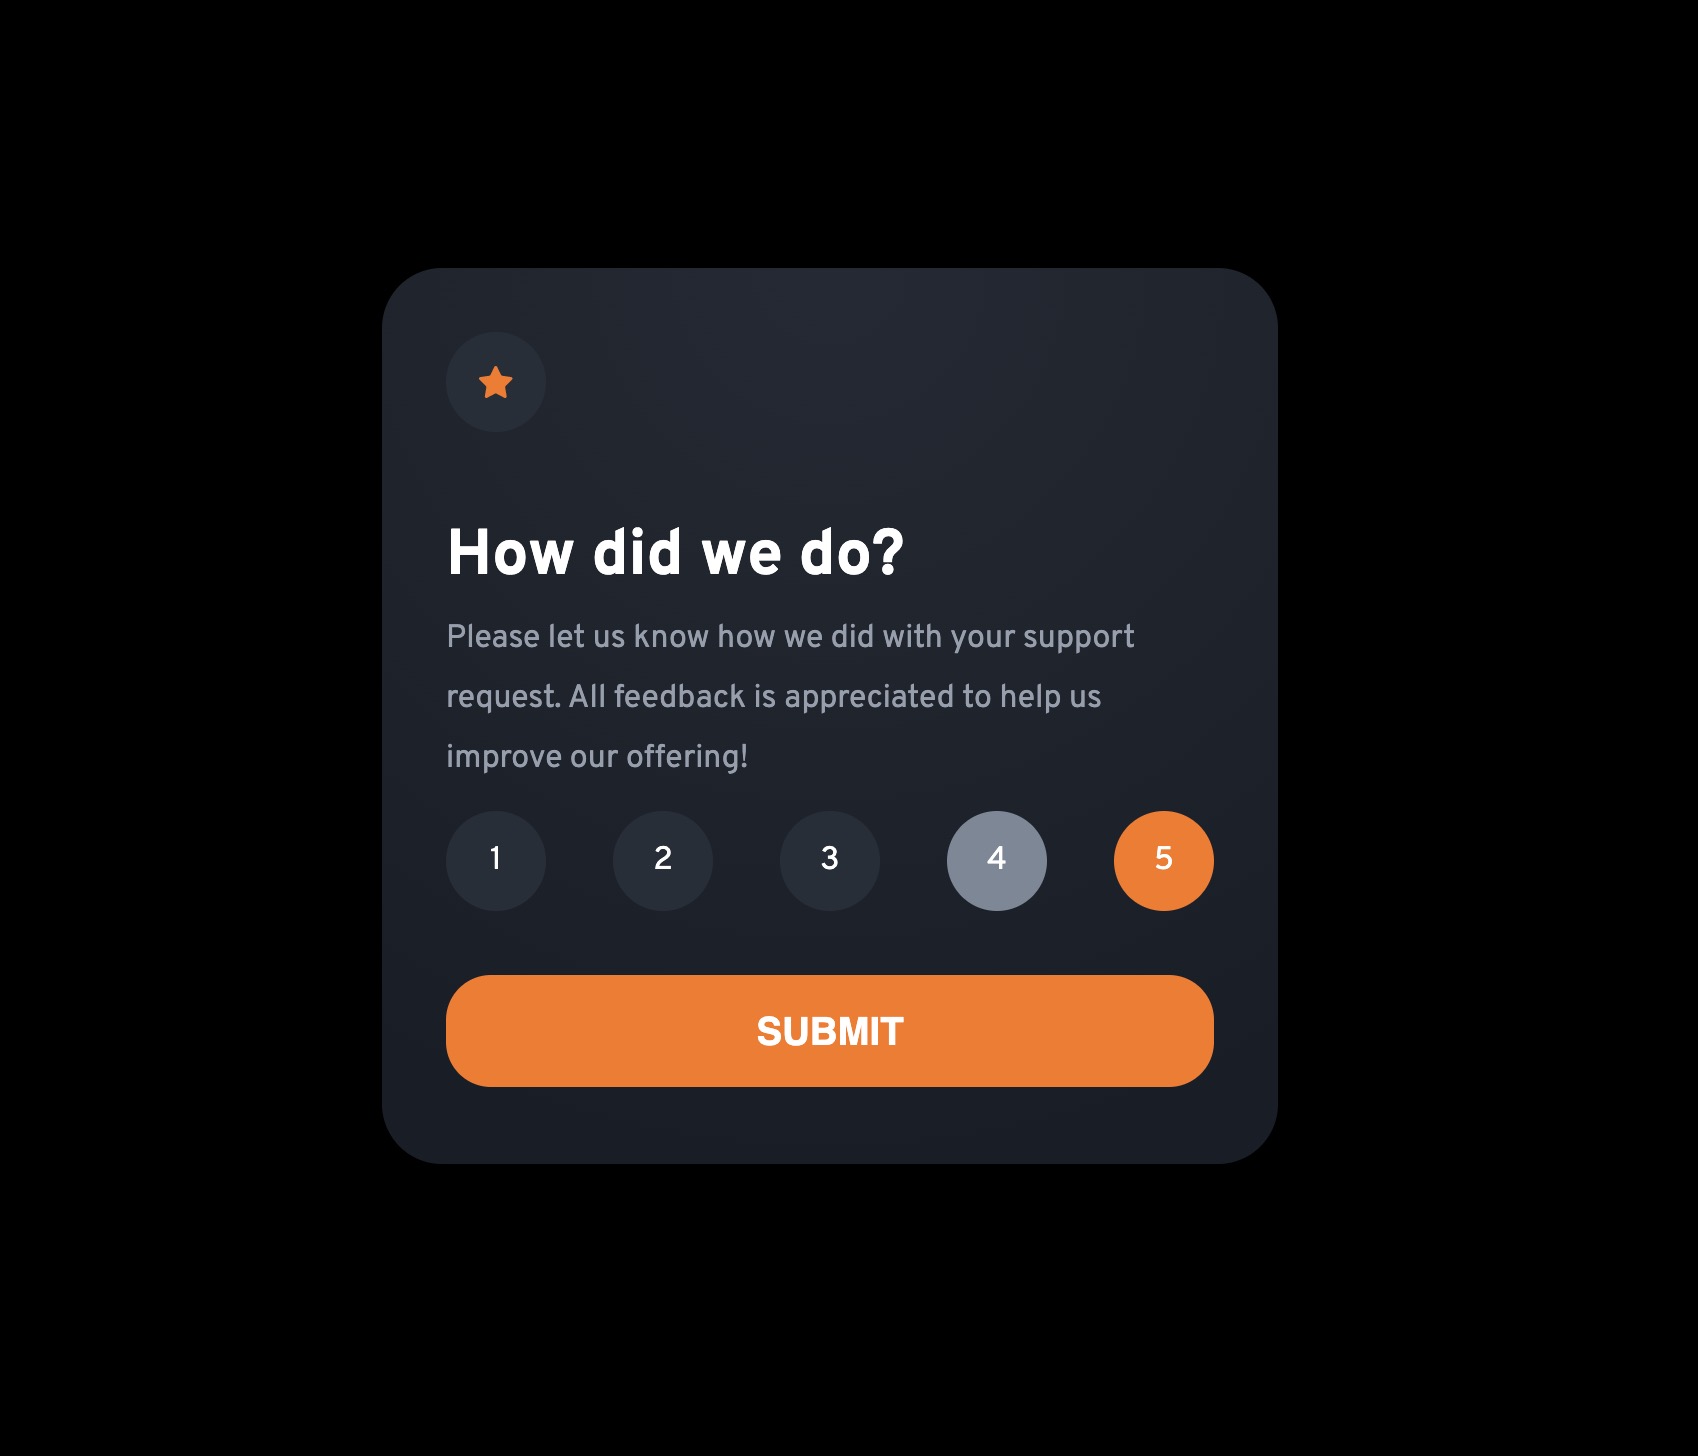 How did we do?
Please let us know how we did with your support
request. All feedback is appreciated to help us
improve our offering!
1 2 3 4 5
SUBMIT